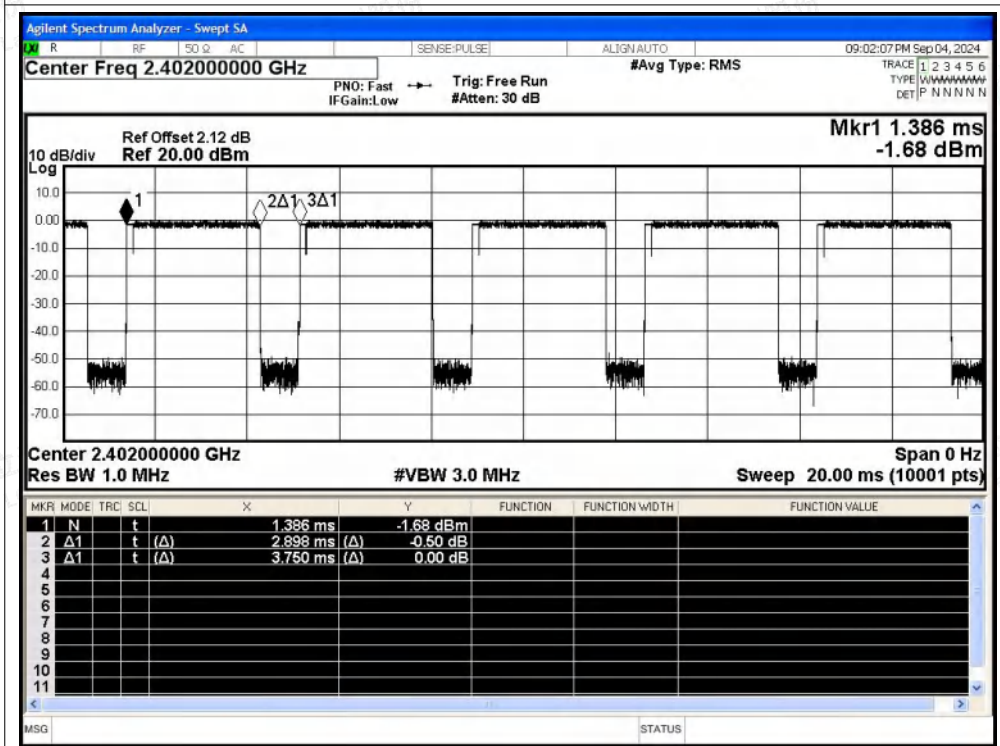 Agilent Spectrum Analyzer - Swept SA
LXI R RF 50 Ω AC SENSE:PULSE ALIGN AUTO 09:02:07 PM Sep 04, 2024
Center Freq 2.402000000 GHz #Avg Type: RMS TRACE 1 2 3 4 5 6
PNO: Fast Trig: Free Run TYPE WWWWWW
IFGain:Low #Atten: 30 dB DET P N N N N N
Mkr1 1.386 ms
Ref Offset 2.12 dB
10 dB/div Ref 20.00 dBm -1.68 dBm
Log
10.0
1 2Δ1 3Δ1
0.00
-10.0
-20.0
-30.0
-40.0
-50.0
-60.0
-70.0
Center 2.402000000 GHz Span 0 Hz
Res BW 1.0 MHz #VBW 3.0 MHz Sweep 20.00 ms (10001 pts)
MKR MODE TRC SCL X Y FUNCTION FUNCTION WIDTH FUNCTION VALUE
1 N t 1.386 ms -1.68 dBm
2 Δ1 t (Δ) 2.898 ms (Δ) -0.50 dB
3 Δ1 t (Δ) 3.750 ms (Δ) 0.00 dB
4
5
6
7
8
9
10
11
MSG STATUS